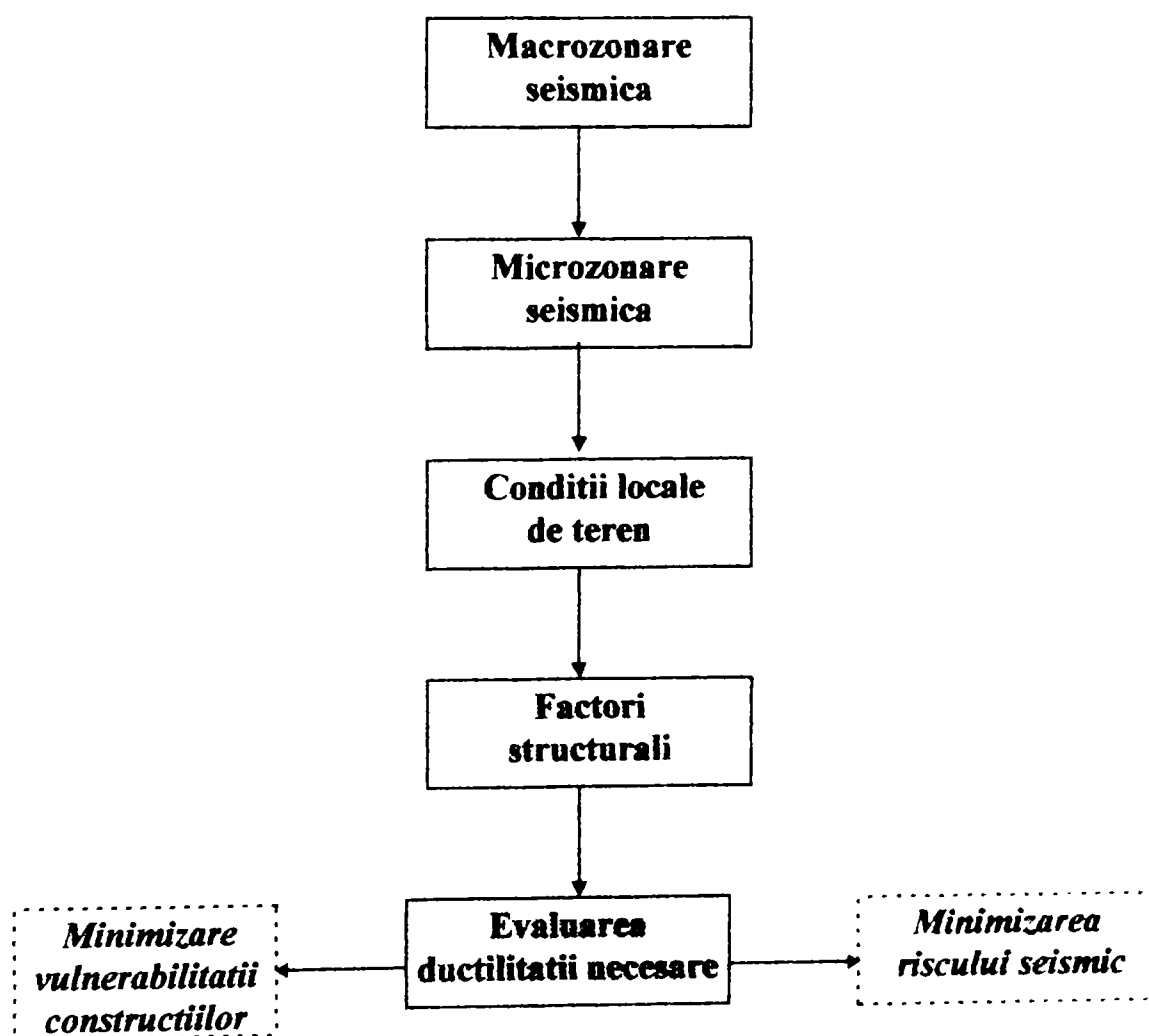 Macrozonare
seismica
Microzonare
seismica
Conditii locale
de teren
Factori
structurali
Evaluarea
ductilitatii necesare
Minimizare
vulnerabilitatii
constructiilor
Minimizarea
riscului seismic